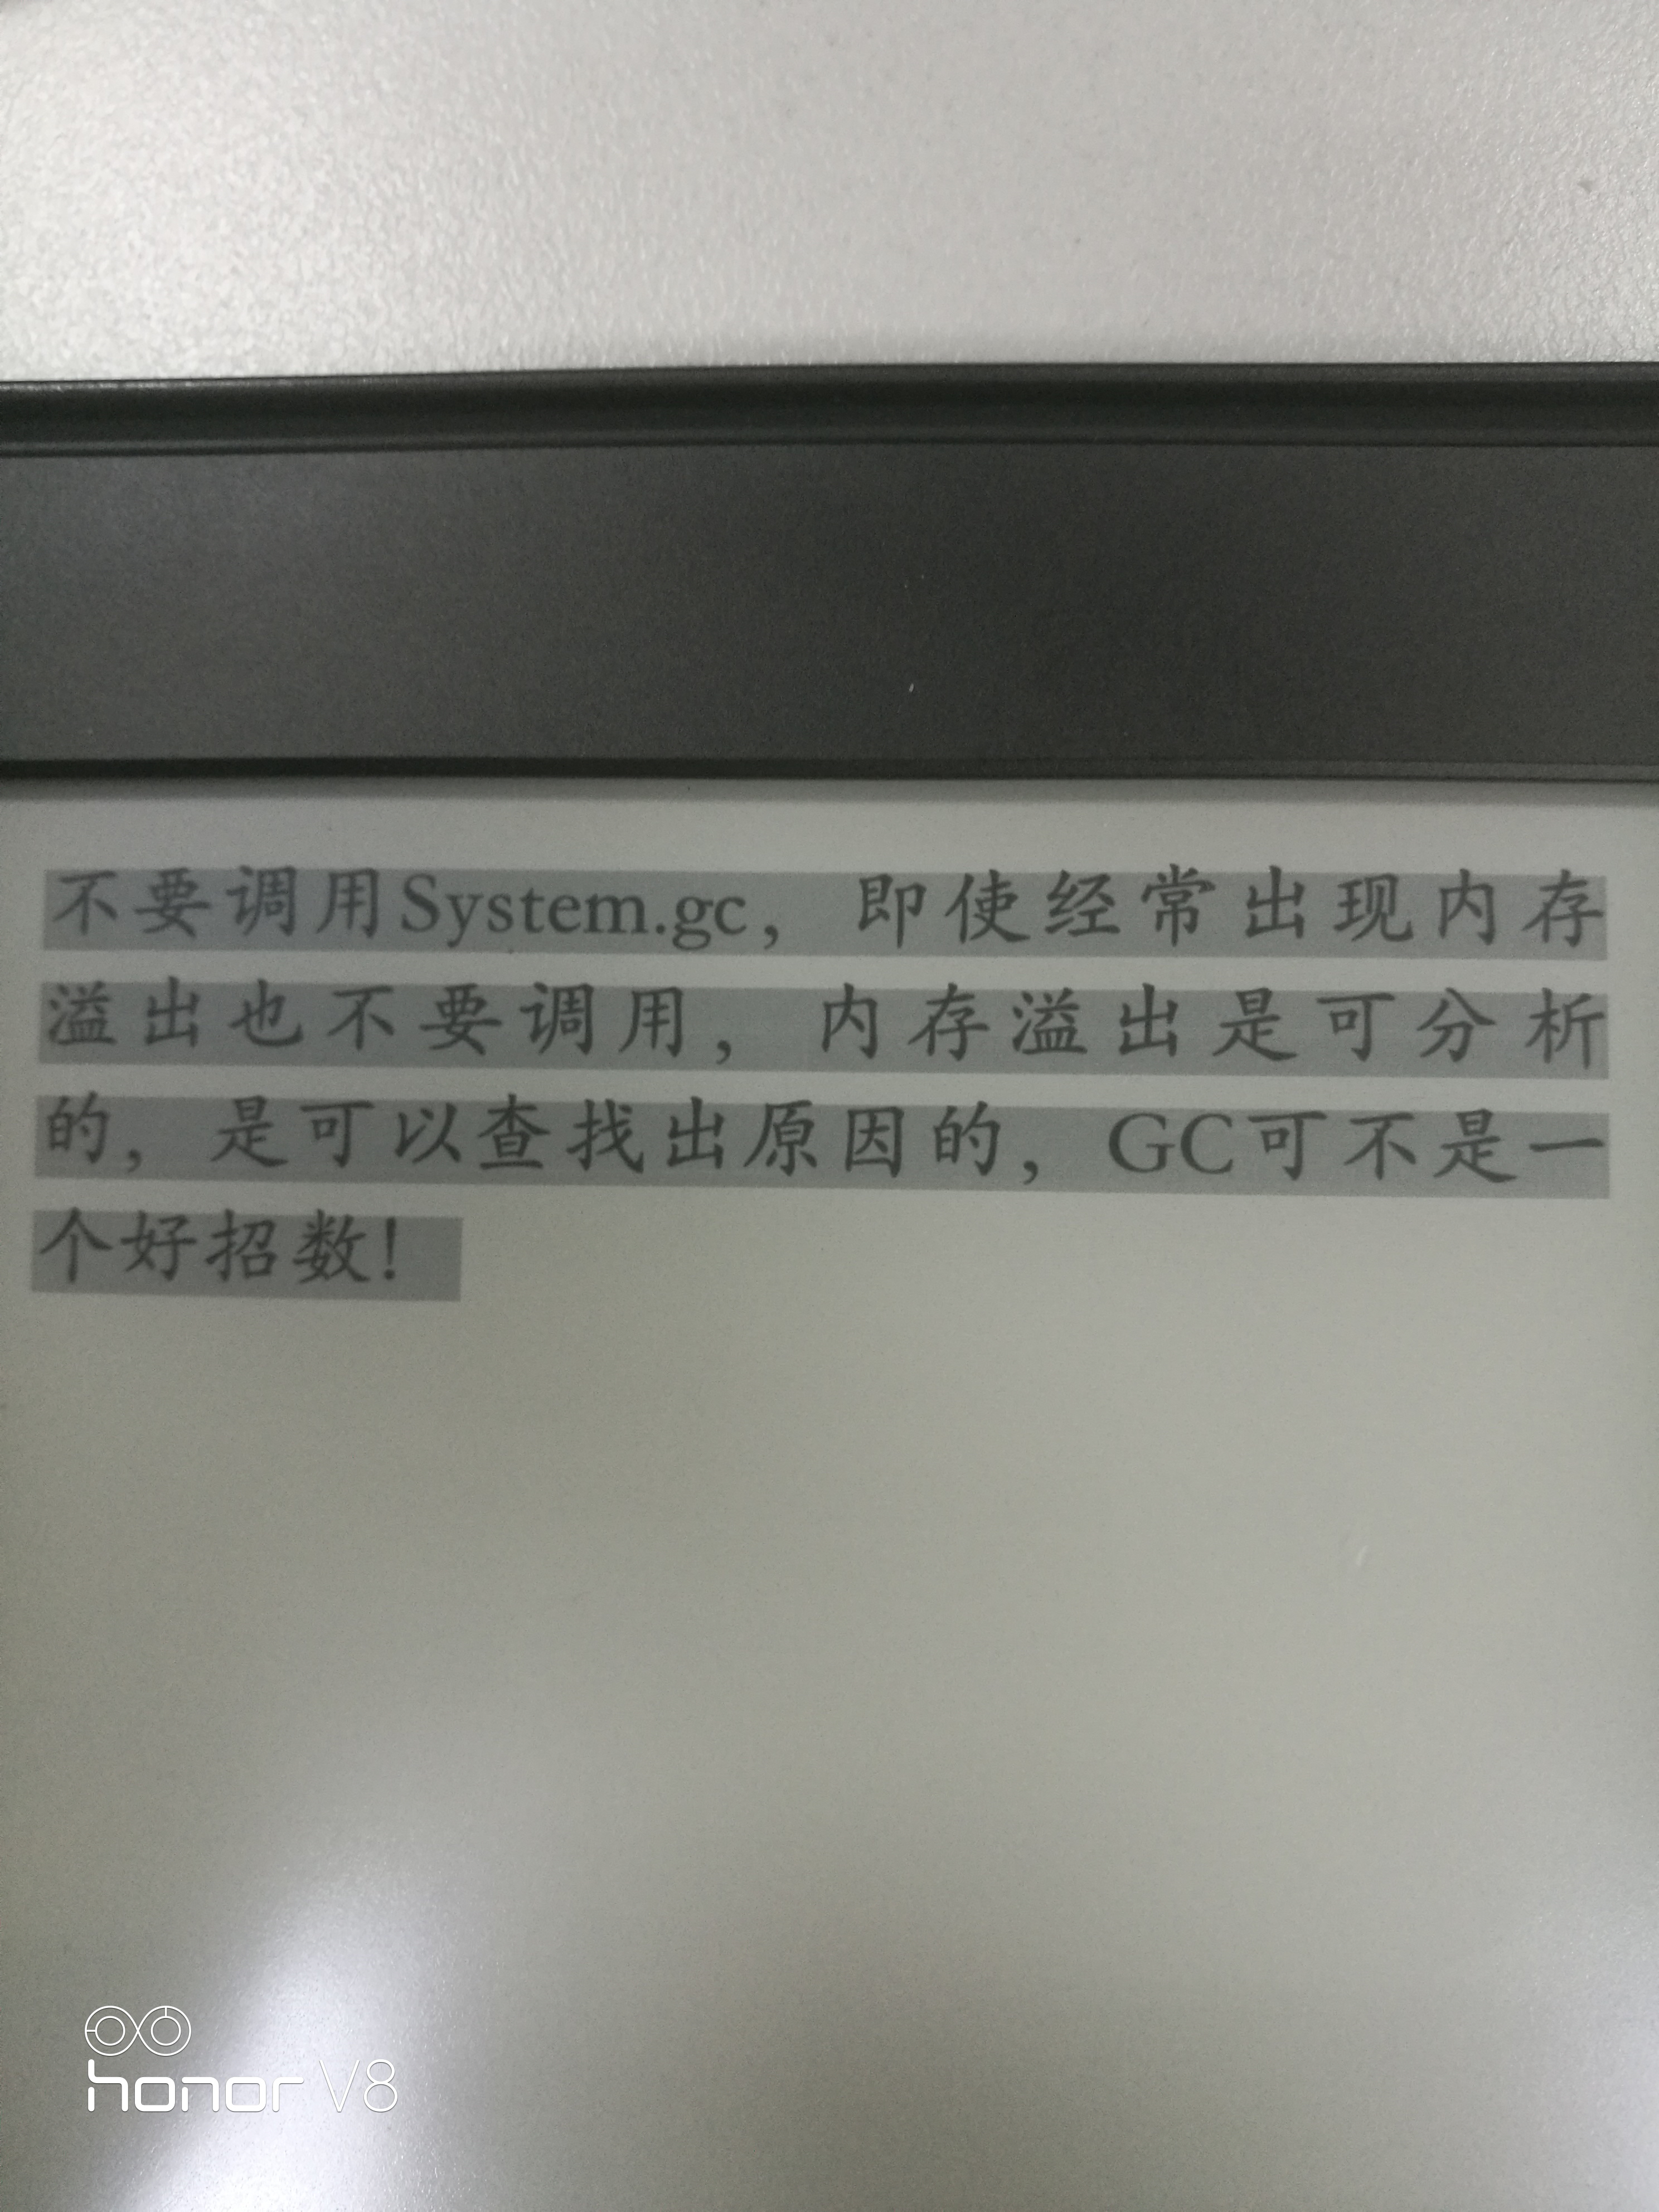 不要调用System.gc，即使经常出现内存
溢出也不要调用，内存溢出是可分析
的，是可以查找出原因的，GC可不是一
个好招数！
honor V8